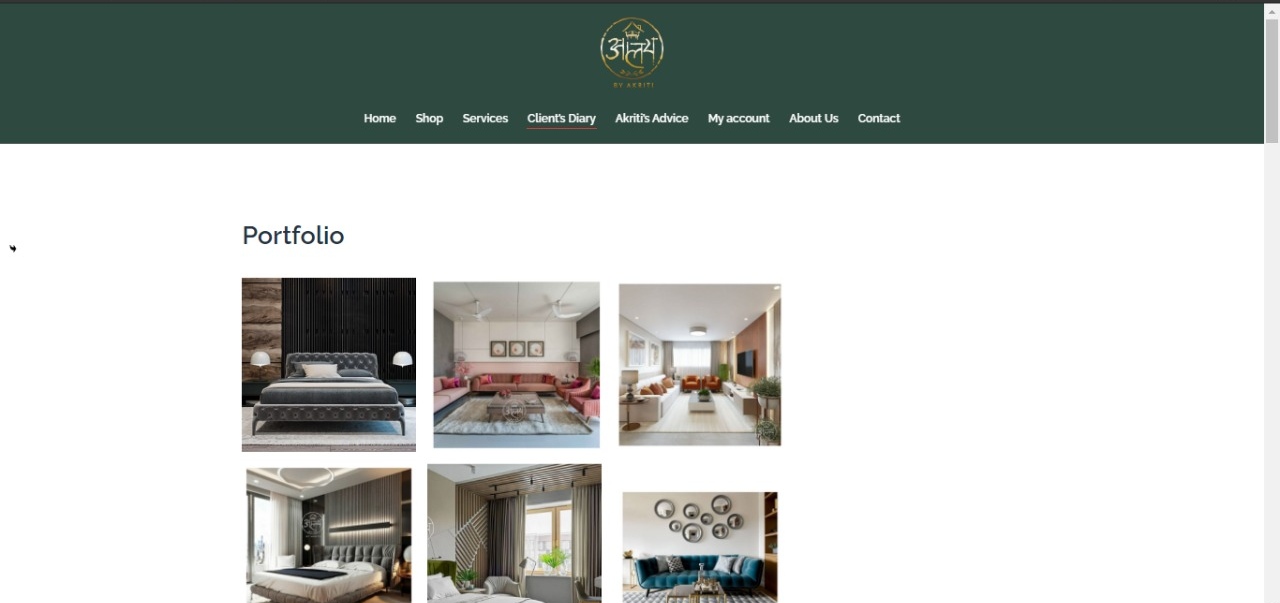 आलय
BY AKRITI
Home Shop Services Client's Diary Akriti's Advice My account About Us Contact
Portfolio